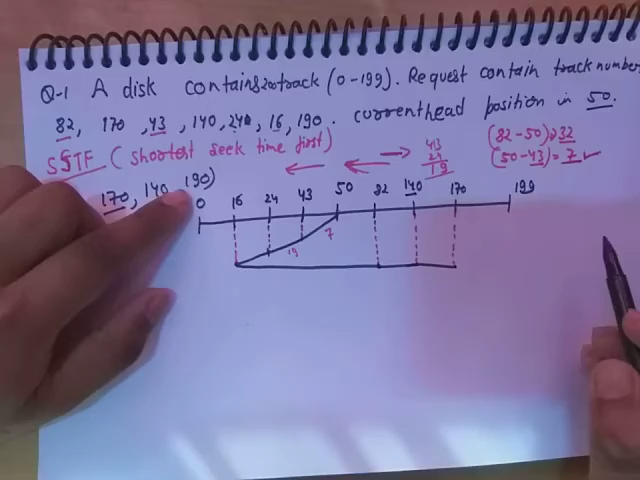 Q-1 A disk contains 200 track (0-199). Request contain track number
82, 170, 43, 140, 24, 16, 190. current head position in 50.
SSTF (shortest seek time first)
(82-50)=32
(50-43)=7 ✓
43
24
19
170, 140, 190)
0 16 24 43 50 82 140 170 199
19 7